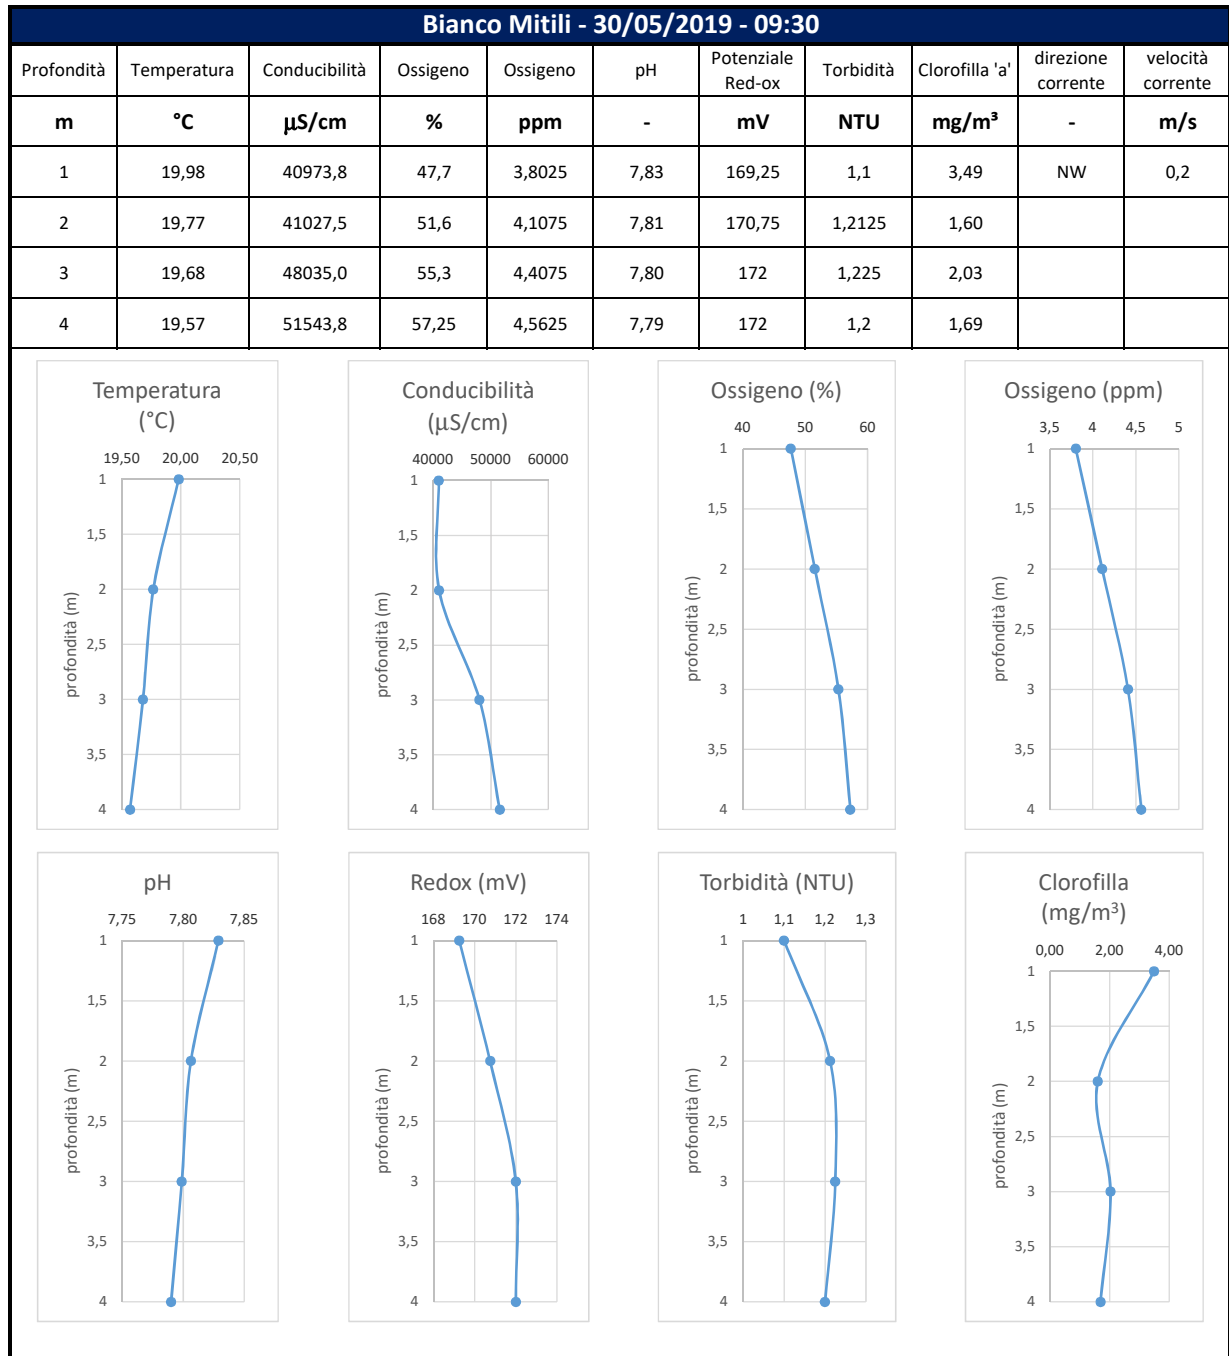 Bianco Mitili - 30/05/2019 - 09:30
Profondità Temperatura Conducibilità Ossigeno Ossigeno pH Potenziale Red-ox Torbidità Clorofilla 'a' direzione corrente velocità corrente
m °C µS/cm % ppm - mV NTU mg/m³ - m/s
1 19,98 40973,8 47,7 3,8025 7,83 169,25 1,1 3,49 NW 0,2
2 19,77 41027,5 51,6 4,1075 7,81 170,75 1,2125 1,60
3 19,68 48035,0 55,3 4,4075 7,80 172 1,225 2,03
4 19,57 51543,8 57,25 4,5625 7,79 172 1,2 1,69
Temperatura
(°C)
19,50 20,00 20,50
1
1,5
2
2,5
3
3,5
4
profondità (m)
Conducibilità
(µS/cm)
40000 50000 60000
1
1,5
2
2,5
3
3,5
4
profondità (m)
Ossigeno (%)
40 50 60
1
1,5
2
2,5
3
3,5
4
profondità (m)
Ossigeno (ppm)
3,5 4 4,5 5
1
1,5
2
2,5
3
3,5
4
profondità (m)
pH
7,75 7,80 7,85
1
1,5
2
2,5
3
3,5
4
profondità (m)
Redox (mV)
168 170 172 174
1
1,5
2
2,5
3
3,5
4
profondità (m)
Torbidità (NTU)
1 1,1 1,2 1,3
1
1,5
2
2,5
3
3,5
4
profondità (m)
Clorofilla
(mg/m³)
0,00 2,00 4,00
1
1,5
2
2,5
3
3,5
4
profondità (m)